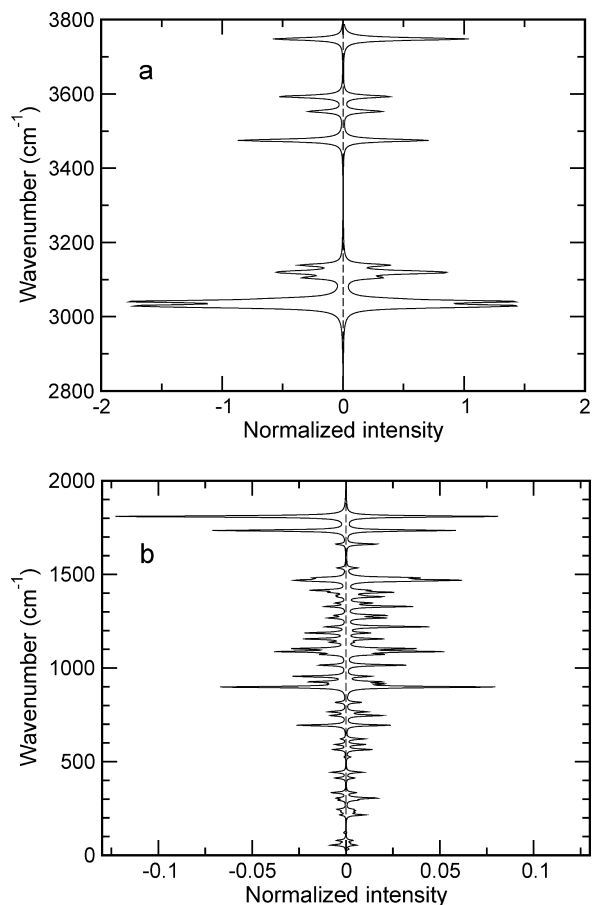 3800
3600
3400
3200
3000
2800
Wavenumber (cm-1)
a
-2 -1 0 1 2
Normalized intensity
2000
1500
1000
500
0
Wavenumber (cm-1)
b
-0.1 -0.05 0 0.05 0.1
Normalized intensity